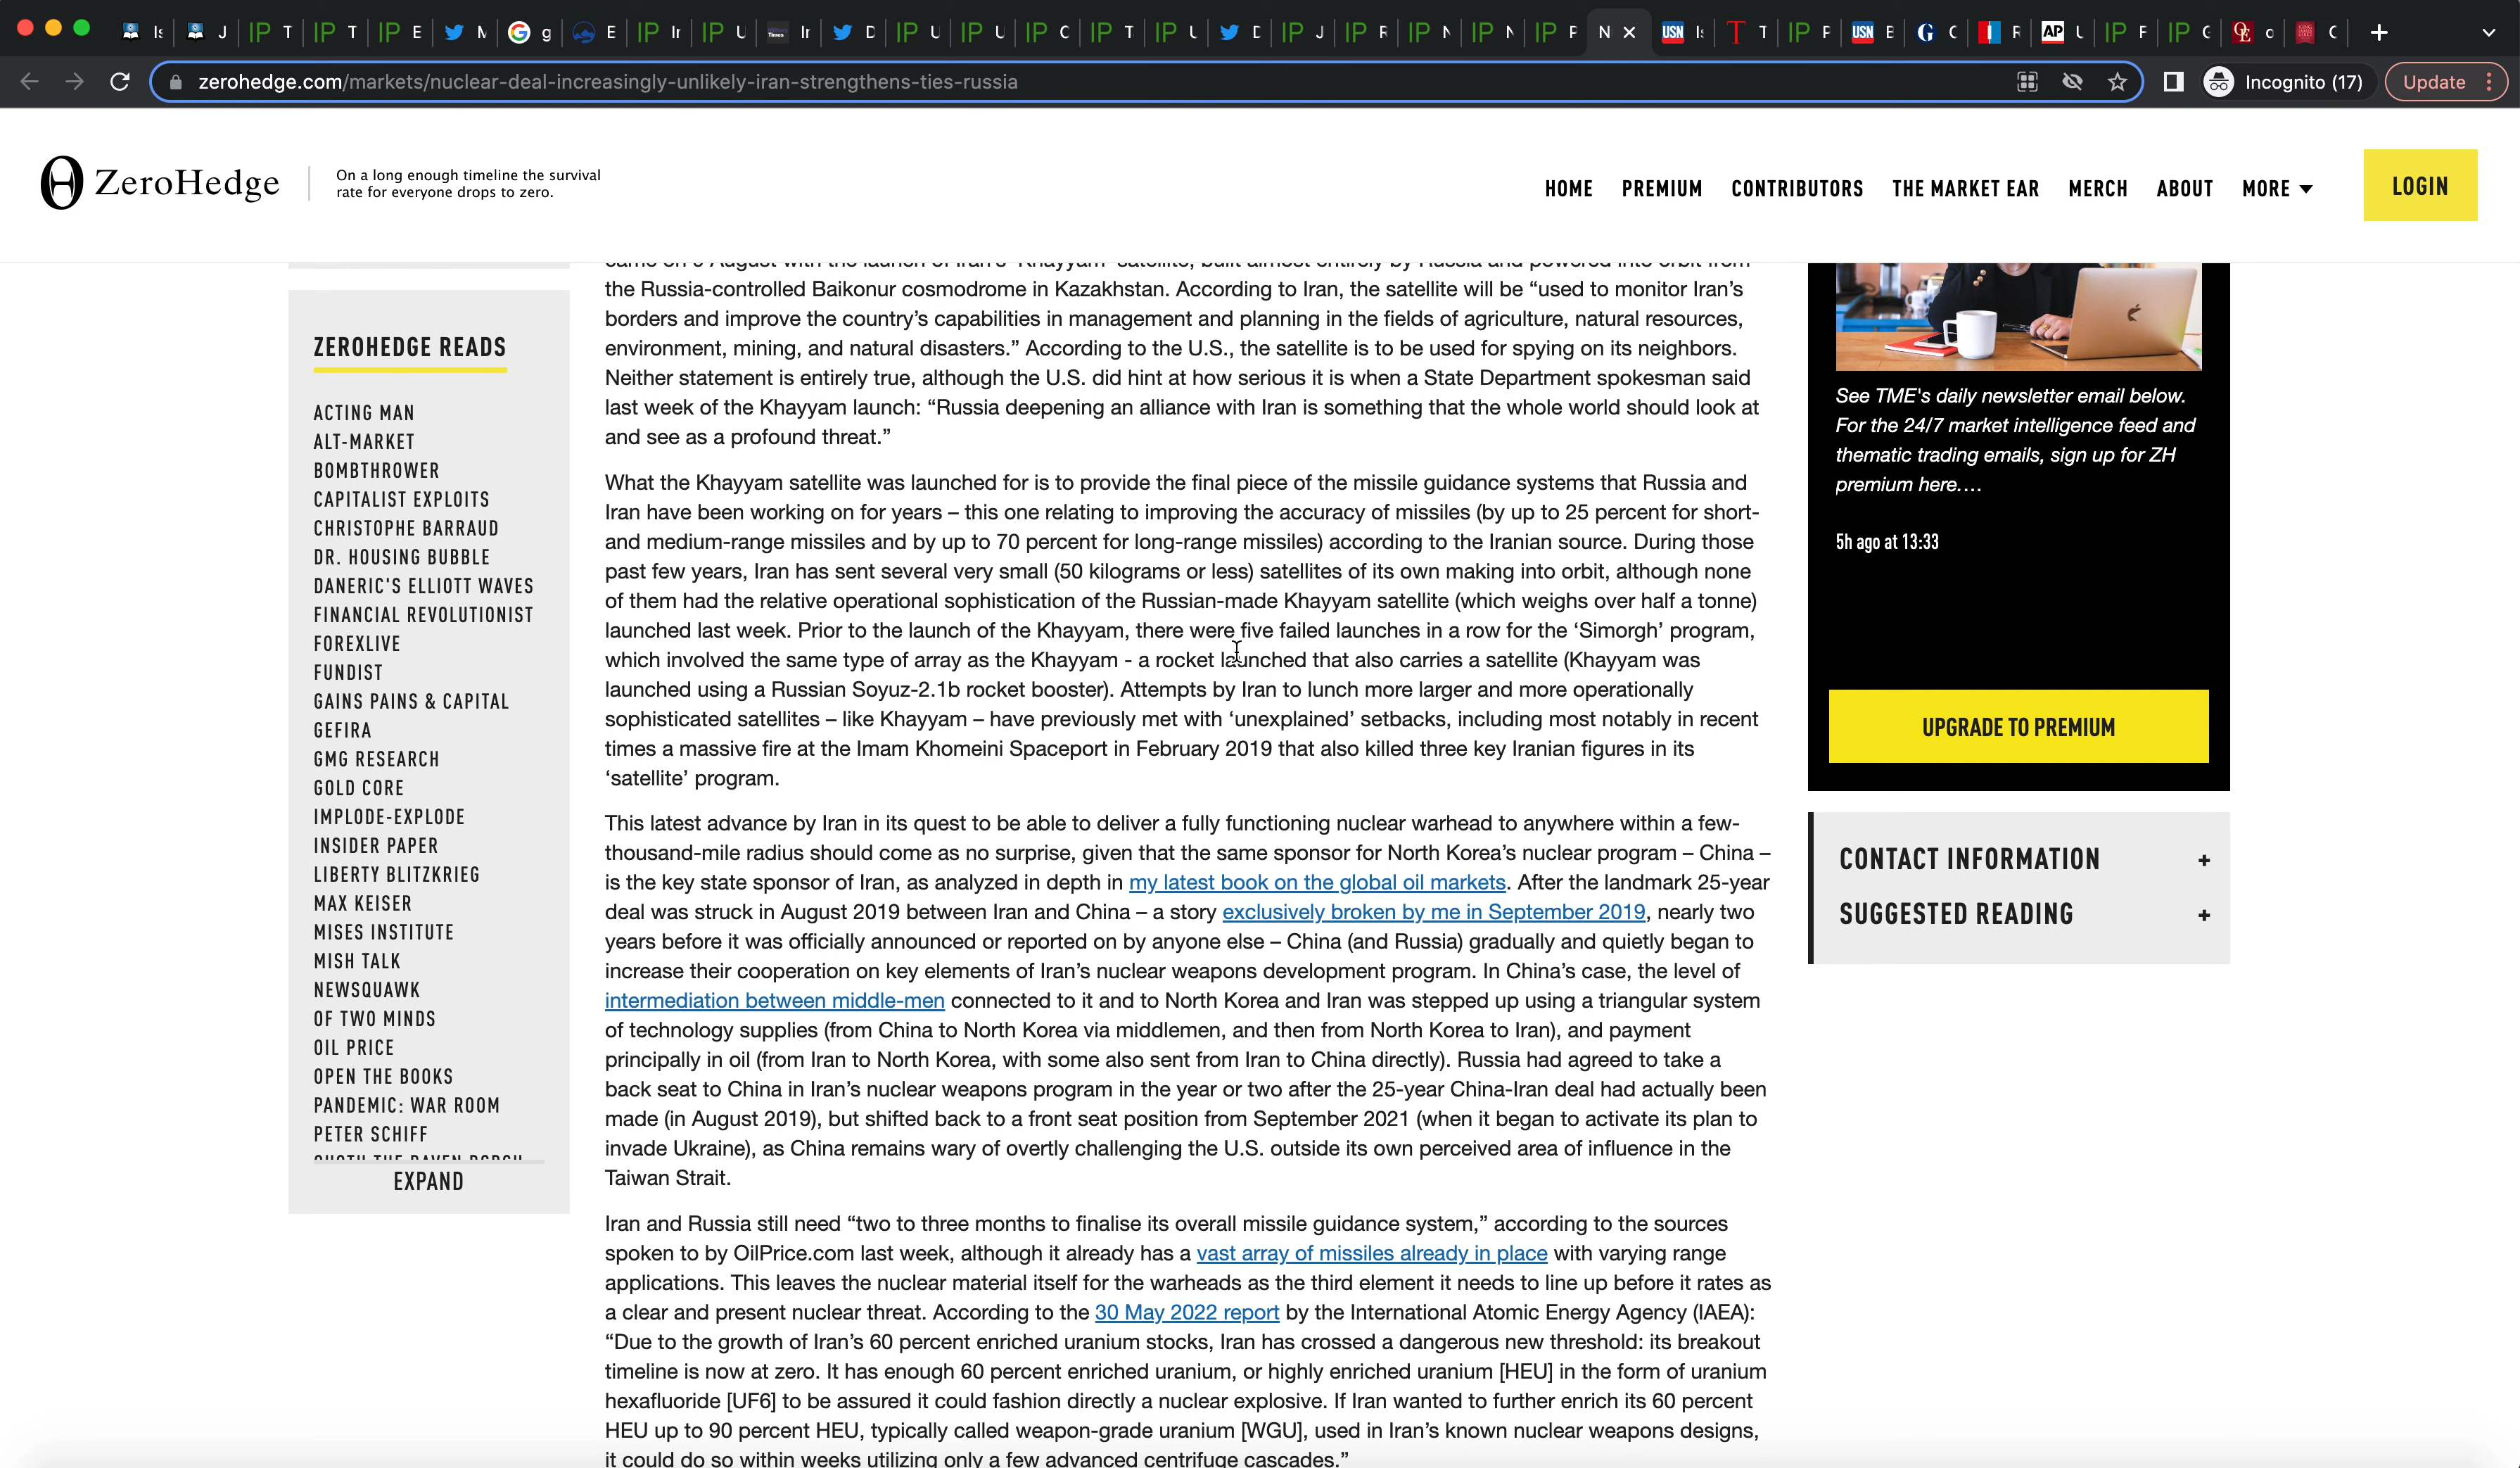 Is
J
T
T
E
M
g
E
Ir
U
Times
Ir
D
U
U
C
T
U
D
J
F
N
N
F
N
USN
Is
T
T
F
USN
E
G
C
F
AP
U
F
G
OE
o
C
zerohedge.com/markets/nuclear-deal-increasingly-unlikely-iran-strengthens-ties-russia
Incognito (17)
Update
ZeroHedge
On a long enough timeline the survival
rate for everyone drops to zero.
HOME PREMIUM CONTRIBUTORS THE MARKET EAR MERCH ABOUT MORE
LOGIN
ZEROHEDGE READS
ACTING MAN
ALT-MARKET
BOMBTHROWER
CAPITALIST EXPLOITS
CHRISTOPHE BARRAUD
DR. HOUSING BUBBLE
DANERIC'S ELLIOTT WAVES
FINANCIAL REVOLUTIONIST
FOREXLIVE
FUNDIST
GAINS PAINS & CAPITAL
GEFIRA
GMG RESEARCH
GOLD CORE
IMPLODE-EXPLODE
INSIDER PAPER
LIBERTY BLITZKRIEG
MAX KEISER
MISES INSTITUTE
MISH TALK
NEWSQUAWK
OF TWO MINDS
OIL PRICE
OPEN THE BOOKS
PANDEMIC: WAR ROOM
PETER SCHIFF
EXPAND
the Russia-controlled Baikonur cosmodrome in Kazakhstan. According to Iran, the satellite will be “used to monitor Iran’s
borders and improve the country’s capabilities in management and planning in the fields of agriculture, natural resources,
environment, mining, and natural disasters.” According to the U.S., the satellite is to be used for spying on its neighbors.
Neither statement is entirely true, although the U.S. did hint at how serious it is when a State Department spokesman said
last week of the Khayyam launch: “Russia deepening an alliance with Iran is something that the whole world should look at
and see as a profound threat.”
What the Khayyam satellite was launched for is to provide the final piece of the missile guidance systems that Russia and
Iran have been working on for years – this one relating to improving the accuracy of missiles (by up to 25 percent for short-
and medium-range missiles and by up to 70 percent for long-range missiles) according to the Iranian source. During those
past few years, Iran has sent several very small (50 kilograms or less) satellites of its own making into orbit, although none
of them had the relative operational sophistication of the Russian-made Khayyam satellite (which weighs over half a tonne)
launched last week. Prior to the launch of the Khayyam, there were five failed launches in a row for the ‘Simorgh’ program,
which involved the same type of array as the Khayyam - a rocket launched that also carries a satellite (Khayyam was
launched using a Russian Soyuz-2.1b rocket booster). Attempts by Iran to lunch more larger and more operationally
sophisticated satellites – like Khayyam – have previously met with ‘unexplained’ setbacks, including most notably in recent
times a massive fire at the Imam Khomeini Spaceport in February 2019 that also killed three key Iranian figures in its
‘satellite’ program.
This latest advance by Iran in its quest to be able to deliver a fully functioning nuclear warhead to anywhere within a few-
thousand-mile radius should come as no surprise, given that the same sponsor for North Korea’s nuclear program – China –
is the key state sponsor of Iran, as analyzed in depth in my latest book on the global oil markets. After the landmark 25-year
deal was struck in August 2019 between Iran and China – a story exclusively broken by me in September 2019, nearly two
years before it was officially announced or reported on by anyone else – China (and Russia) gradually and quietly began to
increase their cooperation on key elements of Iran’s nuclear weapons development program. In China’s case, the level of
intermediation between middle-men connected to it and to North Korea and Iran was stepped up using a triangular system
of technology supplies (from China to North Korea via middlemen, and then from North Korea to Iran), and payment
principally in oil (from Iran to North Korea, with some also sent from Iran to China directly). Russia had agreed to take a
back seat to China in Iran’s nuclear weapons program in the year or two after the 25-year China-Iran deal had actually been
made (in August 2019), but shifted back to a front seat position from September 2021 (when it began to activate its plan to
invade Ukraine), as China remains wary of overtly challenging the U.S. outside its own perceived area of influence in the
Taiwan Strait.
Iran and Russia still need “two to three months to finalise its overall missile guidance system,” according to the sources
spoken to by OilPrice.com last week, although it already has a vast array of missiles already in place with varying range
applications. This leaves the nuclear material itself for the warheads as the third element it needs to line up before it rates as
a clear and present nuclear threat. According to the 30 May 2022 report by the International Atomic Energy Agency (IAEA):
“Due to the growth of Iran’s 60 percent enriched uranium stocks, Iran has crossed a dangerous new threshold: its breakout
timeline is now at zero. It has enough 60 percent enriched uranium, or highly enriched uranium [HEU] in the form of uranium
hexafluoride [UF6] to be assured it could fashion directly a nuclear explosive. If Iran wanted to further enrich its 60 percent
HEU up to 90 percent HEU, typically called weapon-grade uranium [WGU], used in Iran’s known nuclear weapons designs,
it could do so within weeks utilizing only a few advanced centrifuge cascades.”
See TME's daily newsletter email below.
For the 24/7 market intelligence feed and
thematic trading emails, sign up for ZH
premium here....
5h ago at 13:33
UPGRADE TO PREMIUM
CONTACT INFORMATION +
SUGGESTED READING +